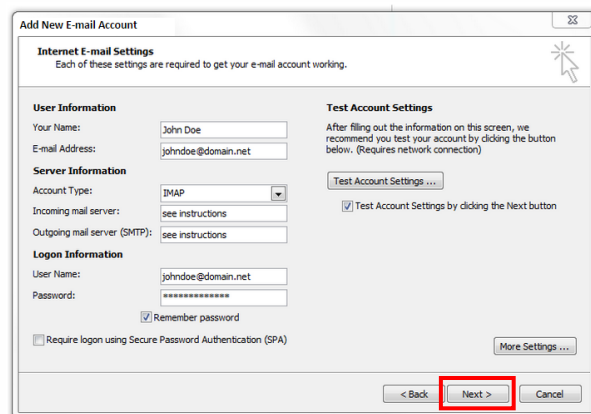 Add New E-mail Account
Internet E-mail Settings
Each of these settings are required to get your e-mail account working.
User Information
Your Name: John Doe
E-mail Address: johndoe@domain.net
Server Information
Account Type: IMAP
Incoming mail server: see instructions
Outgoing mail server (SMTP): see instructions
Logon Information
User Name: johndoe@domain.net
Password: *************
Remember password
Require logon using Secure Password Authentication (SPA)
Test Account Settings
After filling out the information on this screen, we
recommend you test your account by clicking the button
below. (Requires network connection)
Test Account Settings ...
Test Account Settings by clicking the Next button
More Settings ...
< Back
Next >
Cancel